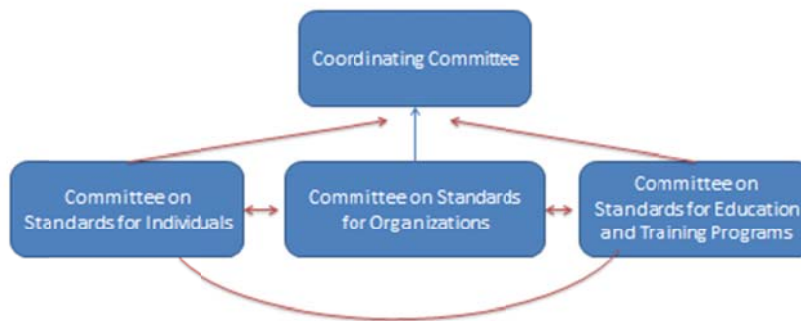 Coordinating Committee
Committee on
Standards for Individuals
Committee on Standards
for Organizations
Committee on
Standards for Education
and Training Programs